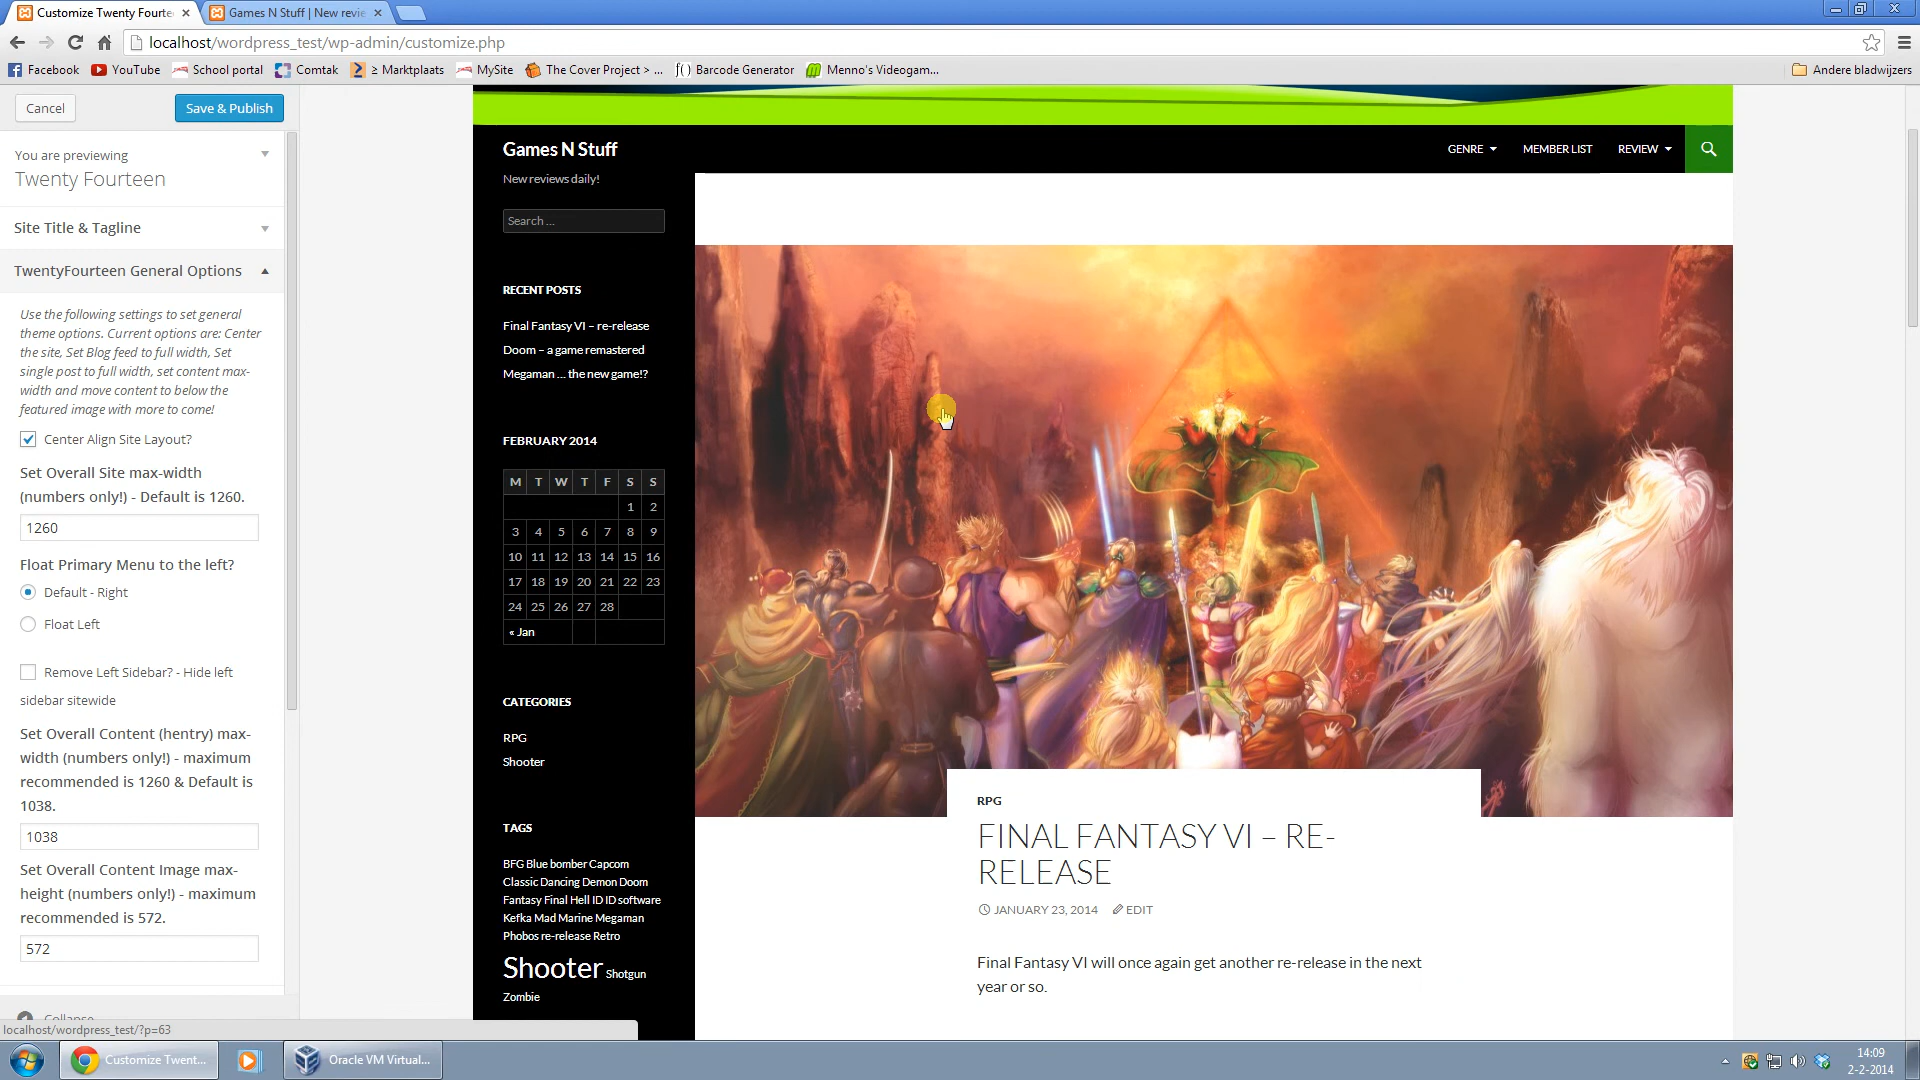 Customize Twenty Fourte
Games N Stuff | New revie
localhost/wordpress_test/wp-admin/customize.php
Facebook
YouTube
School portal
Comtak
≥ Marktplaats
MySite
The Cover Project > ...
f() Barcode Generator
Menno's Videogam...
Andere bladwijzers
Cancel
Save & Publish
You are previewing
Twenty Fourteen
Site Title & Tagline
TwentyFourteen General Options
Use the following settings to set general
theme options. Current options are: Center
the site, Set Blog feed to full width, Set
single post to full width, set content max-
width and move content to below the
featured image with more to come!
Center Align Site Layout?
Set Overall Site max-width
(numbers only!) - Default is 1260.
1260
Float Primary Menu to the left?
Default - Right
Float Left
Remove Left Sidebar? - Hide left
sidebar sitewide
Set Overall Content (hentry) max-
width (numbers only!) - maximum
recommended is 1260 & Default is
1038.
1038
Set Overall Content Image max-
height (numbers only!) - maximum
recommended is 572.
572
Collapse
localhost/wordpress_test/?p=63
Games N Stuff
GENRE
MEMBER LIST
REVIEW
New reviews daily!
Search ...
RECENT POSTS
Final Fantasy VI – re-release
Doom – a game remastered
Megaman ... the new game!?
FEBRUARY 2014
M T W T F S S
1 2
3 4 5 6 7 8 9
10 11 12 13 14 15 16
17 18 19 20 21 22 23
24 25 26 27 28
« Jan
CATEGORIES
RPG
Shooter
TAGS
BFG Blue bomber Capcom
Classic Dancing Demon Doom
Fantasy Final Hell ID ID software
Kefka Mad Marine Megaman
Phobos re-release Retro
Shooter Shotgun
Zombie
RPG
FINAL FANTASY VI – RE-
RELEASE
JANUARY 23, 2014 EDIT
Final Fantasy VI will once again get another re-release in the next
year or so.
Customize Twent...
Oracle VM Virtual...
14:09
2-2-2014